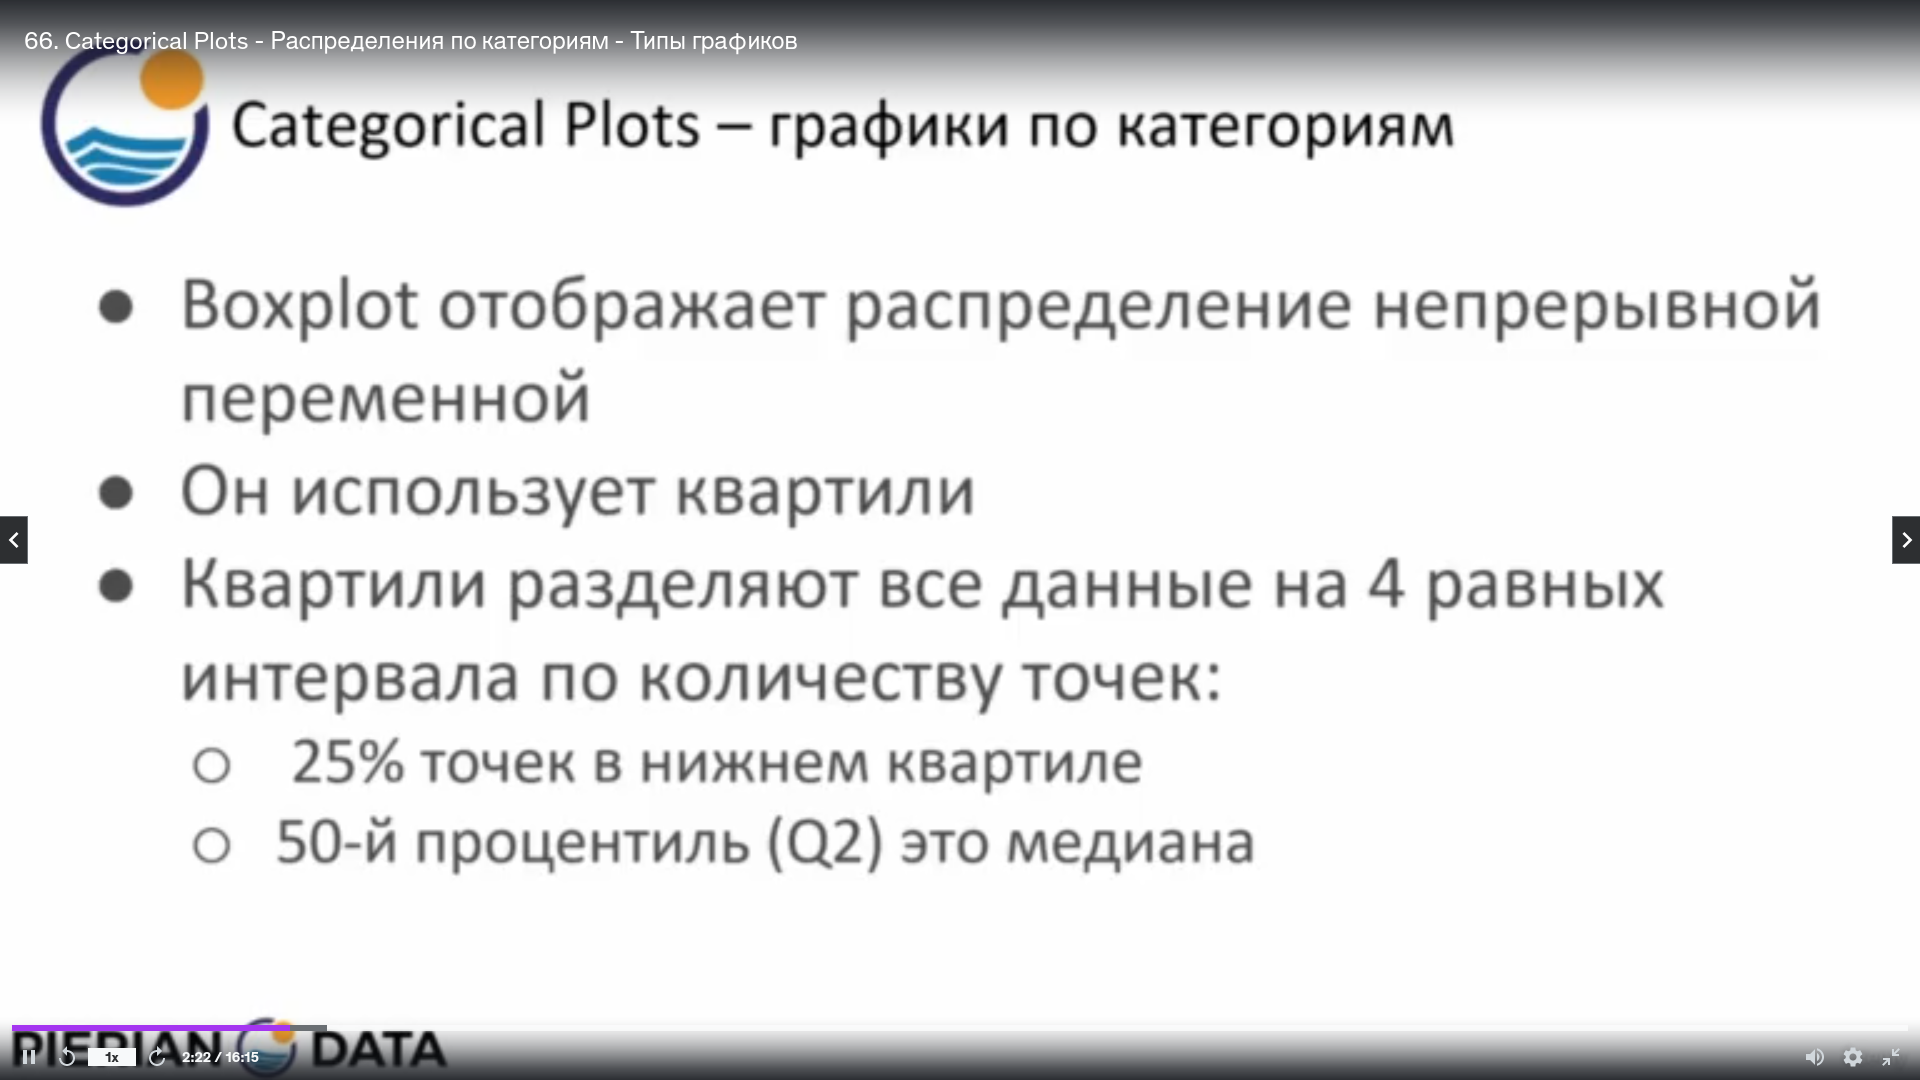 66. Categorical Plots - Распределения по категориям - Типы графиков
Categorical Plots – графики по категориям
● Boxplot отображает распределение непрерывной
переменной
● Он использует квартили
● Квартили разделяют все данные на 4 равных
интервала по количеству точек:
○ 25% точек в нижнем квартиле
○ 50-й процентиль (Q2) это медиана
PIERIAN DATA
1x 2:22 / 16:15